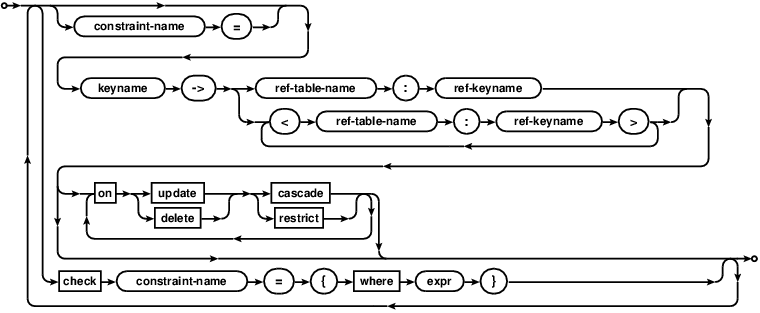 constraint-name =
keyname -> ref-table-name : ref-keyname
< ref-table-name : ref-keyname >
on update cascade
delete restrict
check constraint-name = { where expr }